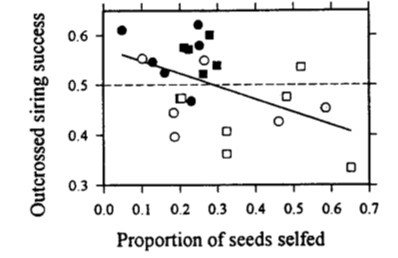 Outcrossed siring success
0.6
0.5
0.4
0.3
0.0 0.1 0.2 0.3 0.4 0.5 0.6 0.7
Proportion of seeds selfed